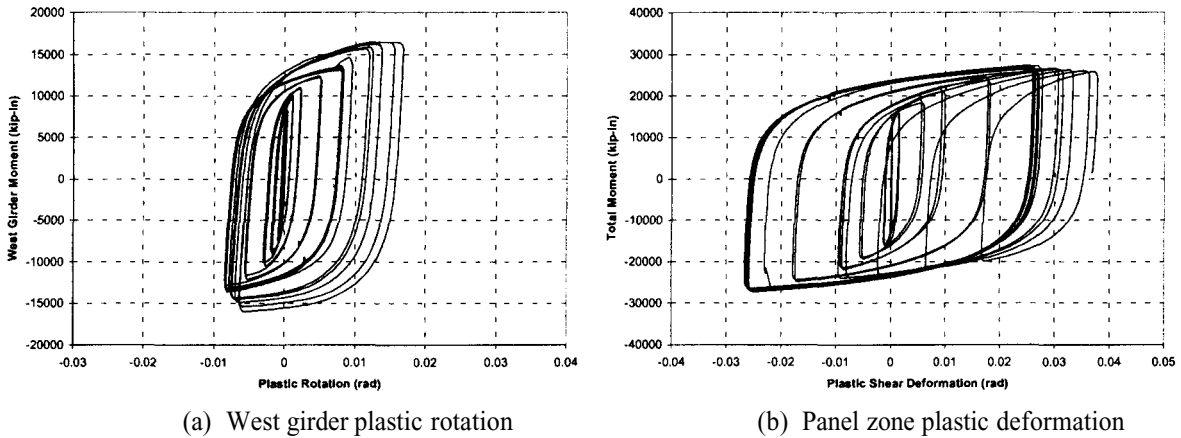 20000
15000
10000
5000
0
-5000
-10000
-15000
-20000
West Girder Moment (kip-in)
-0.03 -0.02 -0.01 0 0.01 0.02 0.03 0.04
Plastic Rotation (rad)
(a) West girder plastic rotation
40000
30000
20000
10000
0
-10000
-20000
-30000
-40000
Total Moment (kip-in)
-0.04 -0.03 -0.02 -0.01 0 0.01 0.02 0.03 0.04 0.05
Plastic Shear Deformation (rad)
(b) Panel zone plastic deformation